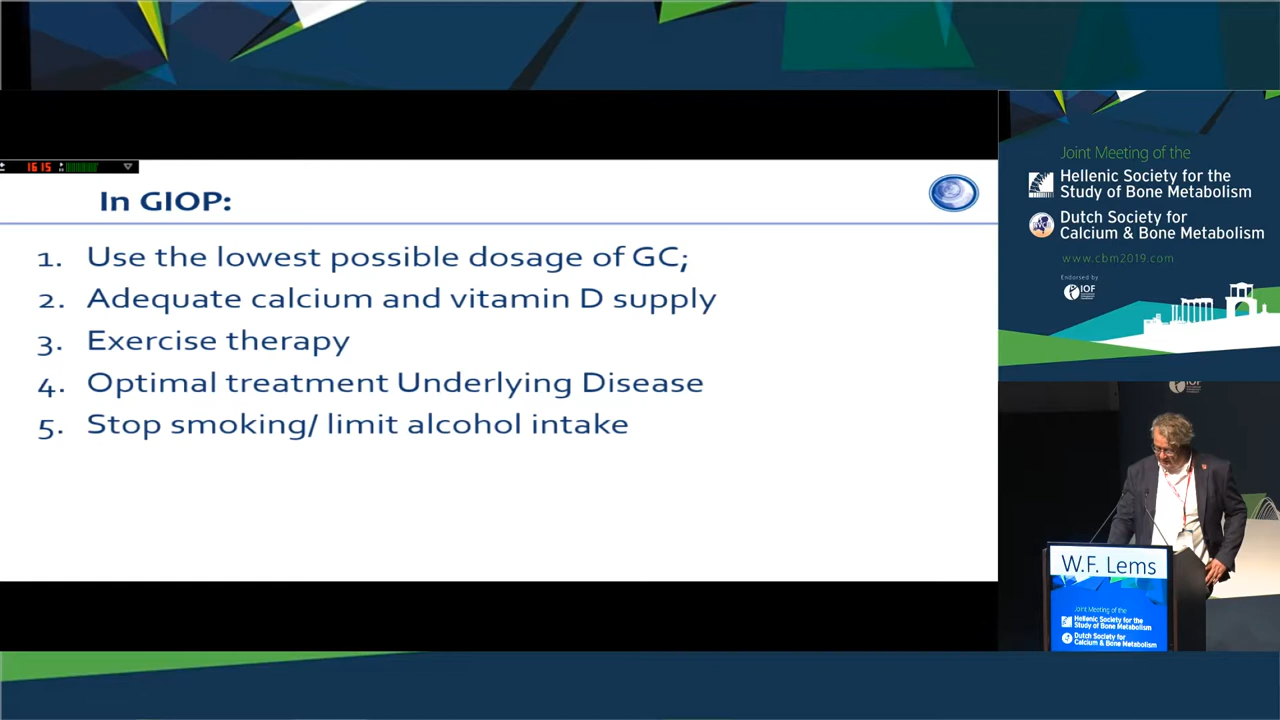 16 15
In GIOP:
1. Use the lowest possible dosage of GC;
2. Adequate calcium and vitamin D supply
3. Exercise therapy
4. Optimal treatment Underlying Disease
5. Stop smoking/ limit alcohol intake
Joint Meeting of the
Hellenic Society for the
Study of Bone Metabolism
Dutch Society for
Calcium & Bone Metabolism
www.cbm2019.com
Endorsed by
IOF
IOF
W.F. Lems
Joint Meeting of the
Hellenic Society for the
Study of Bone Metabolism
Dutch Society for
Calcium & Bone Metabolism